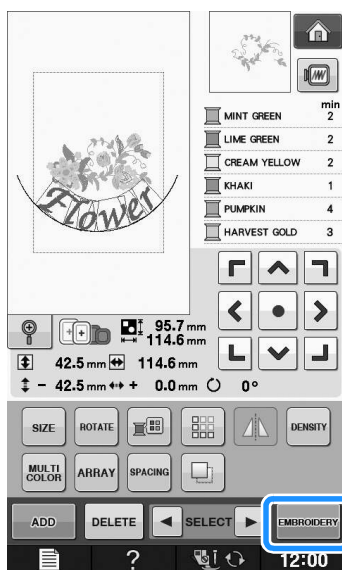 min
MINT GREEN 2
LIME GREEN 2
CREAM YELLOW 2
KHAKI 1
PUMPKIN 4
HARVEST GOLD 3
Flower
95.7 mm
114.6 mm
42.5 mm 114.6 mm
- 42.5 mm + 0.0 mm 0°
SIZE ROTATE DENSITY
MULTI COLOR ARRAY SPACING
ADD DELETE SELECT EMBROIDERY
? 12:00